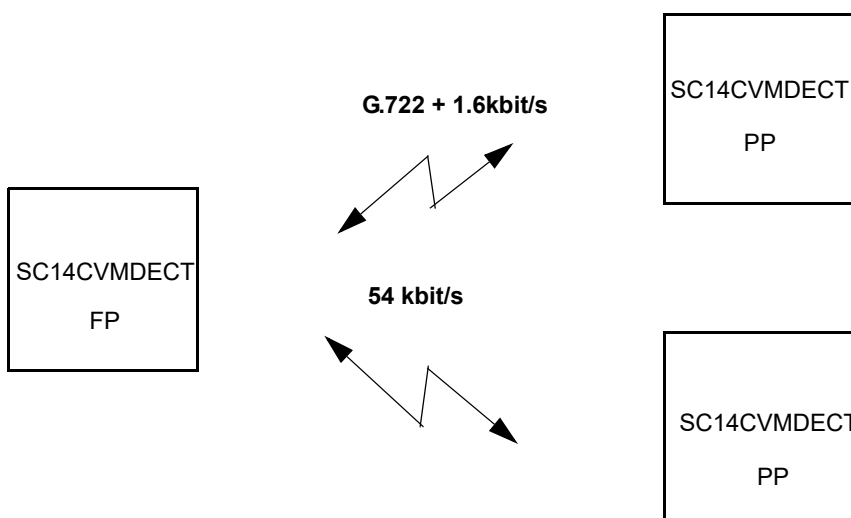 G.722 + 1.6kbit/s
SC14CVMDECT
PP
SC14CVMDECT
FP
54 kbit/s
SC14CVMDECT
PP